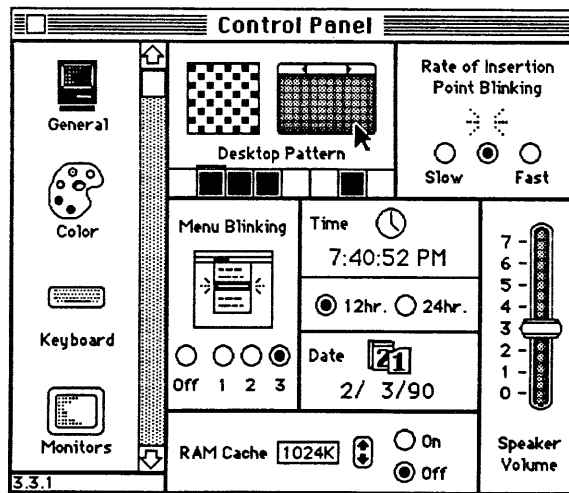 Control Panel
General
Color
Keyboard
Monitors
3.3.1
Desktop Pattern
Rate of Insertion
Point Blinking
Slow Fast
Menu Blinking
Off 1 2 3
Time
7:40:52 PM
12hr. 24hr.
Date
21
2/ 3/90
7
6
5
4
3
2
1
0
Speaker
Volume
RAM Cache 1024K
On
Off